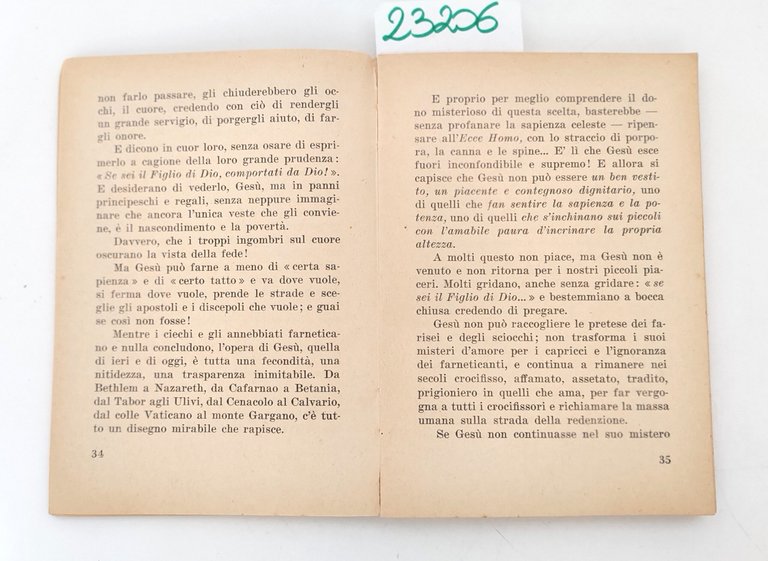 23206
non farlo passare, gli chiuderebbero gli oc-
chi, il cuore, credendo con ciò di rendergli
un grande servigio, di porgergli aiuto, di far-
gli onore.
E dicono in cuor loro, senza osare di espri-
merlo a cagione della loro grande prudenza:
« Se sei il Figlio di Dio, comportati da Dio! ».
E desiderano di vederlo, Gesù, ma in panni
principeschi e regali, senza neppure immagi-
nare che ancora l'unica veste che gli convie-
ne, é il nascondimento e la povertà.
Davvero, che i troppi ingombri sul cuore
oscurano la vista della fede!
Ma Gesù può farne a meno di « certa sa-
pienza » e di « certo tatto » e va dove vuole,
si ferma dove vuole, prende le strade e sce-
glie gli apostoli e i discepoli che vuole; e guai
se così non fosse!
Mentre i ciechi e gli annebbiati farnetica-
no e nulla concludono, l'opera di Gesù, quella
di ieri e di oggi, è tutta una fecondità, una
nitidezza, una trasparenza inimitabile. Da
Bethlem a Nazareth, da Cafarnao a Betania,
dal Tabor agli Ulivi, dal Cenacolo al Calvario,
dal colle Vaticano al monte Gargano, c'è tut-
to un disegno mirabile che rapisce.
34
E proprio per meglio comprendere il do-
no misterioso di questa scelta, basterebbe —
senza profanare la sapienza celeste — ripen-
sare all'Ecce Homo, con lo straccio di porpo-
ra, la canna e le spine... E' lì che Gesù esce
fuori inconfondibile e supremo! E allora si
capisce che Gesù non può essere un ben vesti-
to, un piacente e contegnoso dignitario, uno
di quelli che fan sentire la sapienza e la po-
tenza, uno di quelli che s'inchinano sui piccoli
con l'amabile paura d'incrinare la propria
altezza.
A molti questo non piace, ma Gesù non è
venuto e non ritorna per i nostri piccoli pia-
ceri. Molti gridano, anche senza gridare: « se
sei il Figlio di Dio... » e bestemmiano a bocca
chiusa credendo di pregare.
Gesù non può raccogliere le pretese dei fa-
risei e degli sciocchi; non trasforma i suoi
misteri d'amore per i capricci e l'ignoranza
dei farneticanti, e continua a rimanere nei
secoli crocifisso, affamato, assetato, tradito,
prigioniero in quelli che ama, per far vergo-
gna a tutti i crocifissori e richiamare la massa
umana sulla strada della redenzione.
Se Gesù non continuasse nel suo mistero
35